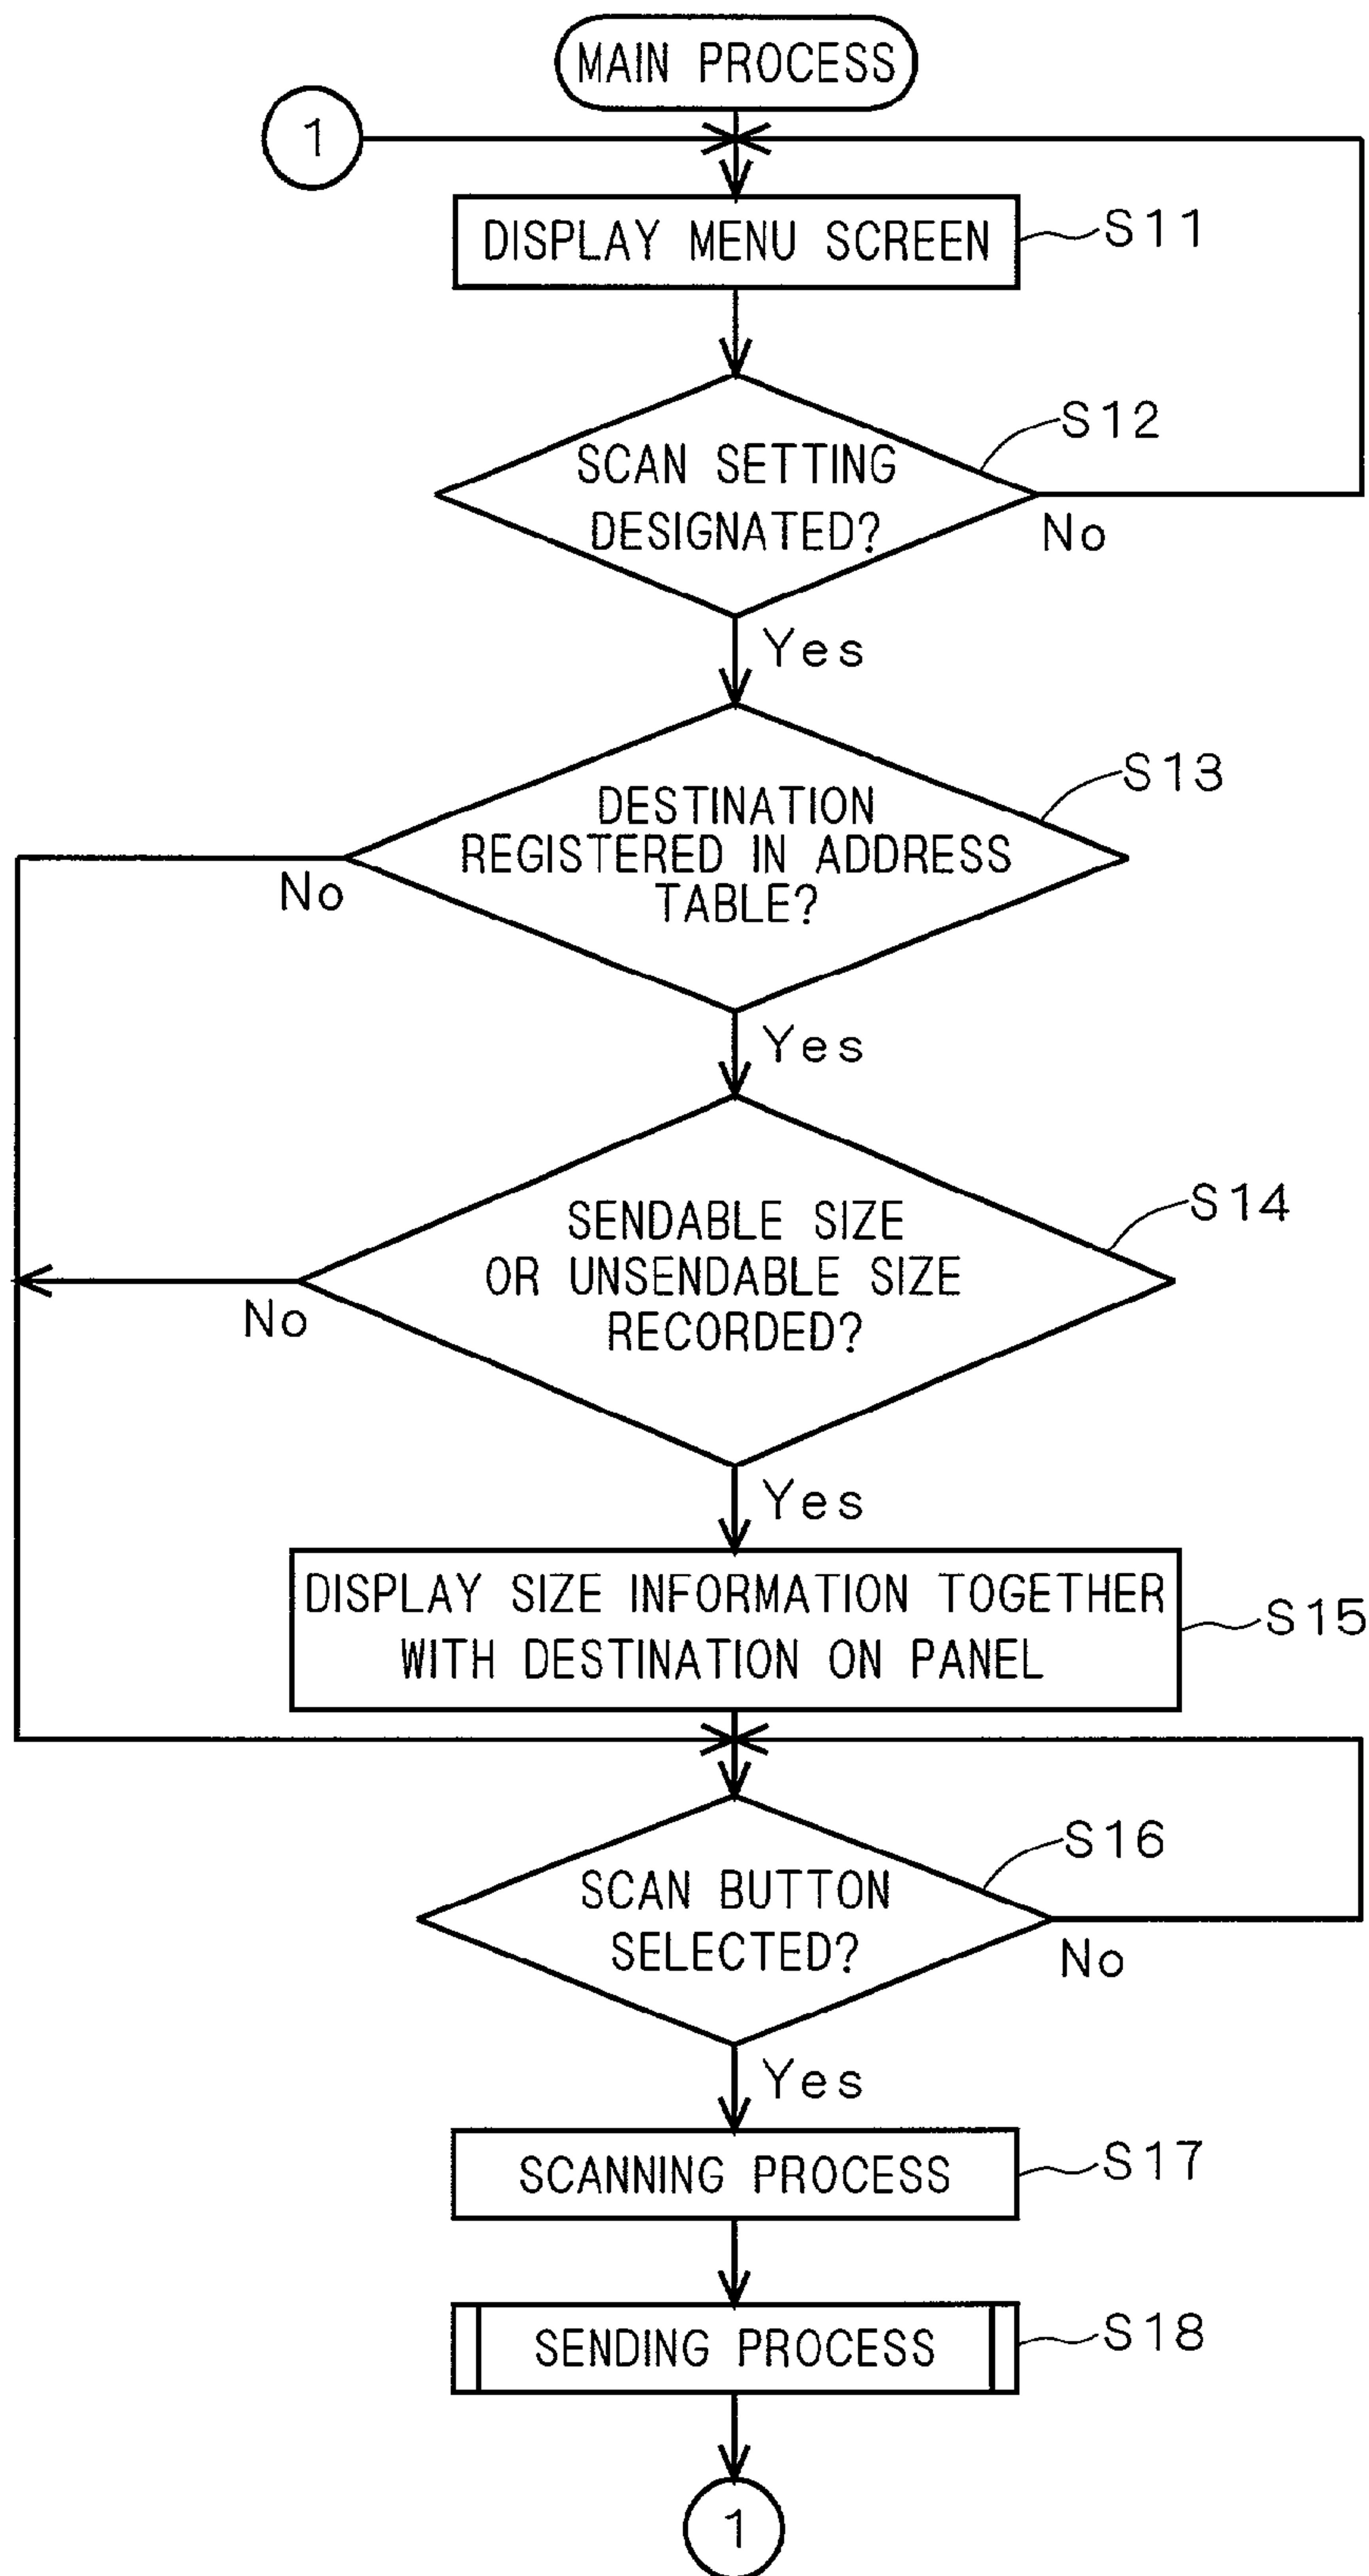 MAIN PROCESS
1
DISPLAY MENU SCREEN
S11
SCAN SETTING
DESIGNATED?
S12
No
Yes
DESTINATION
REGISTERED IN ADDRESS
TABLE?
S13
No
Yes
SENDABLE SIZE
OR UNSENDABLE SIZE
RECORDED?
S14
No
Yes
DISPLAY SIZE INFORMATION TOGETHER
WITH DESTINATION ON PANEL
S15
SCAN BUTTON
SELECTED?
S16
No
Yes
SCANNING PROCESS
S17
SENDING PROCESS
S18
1